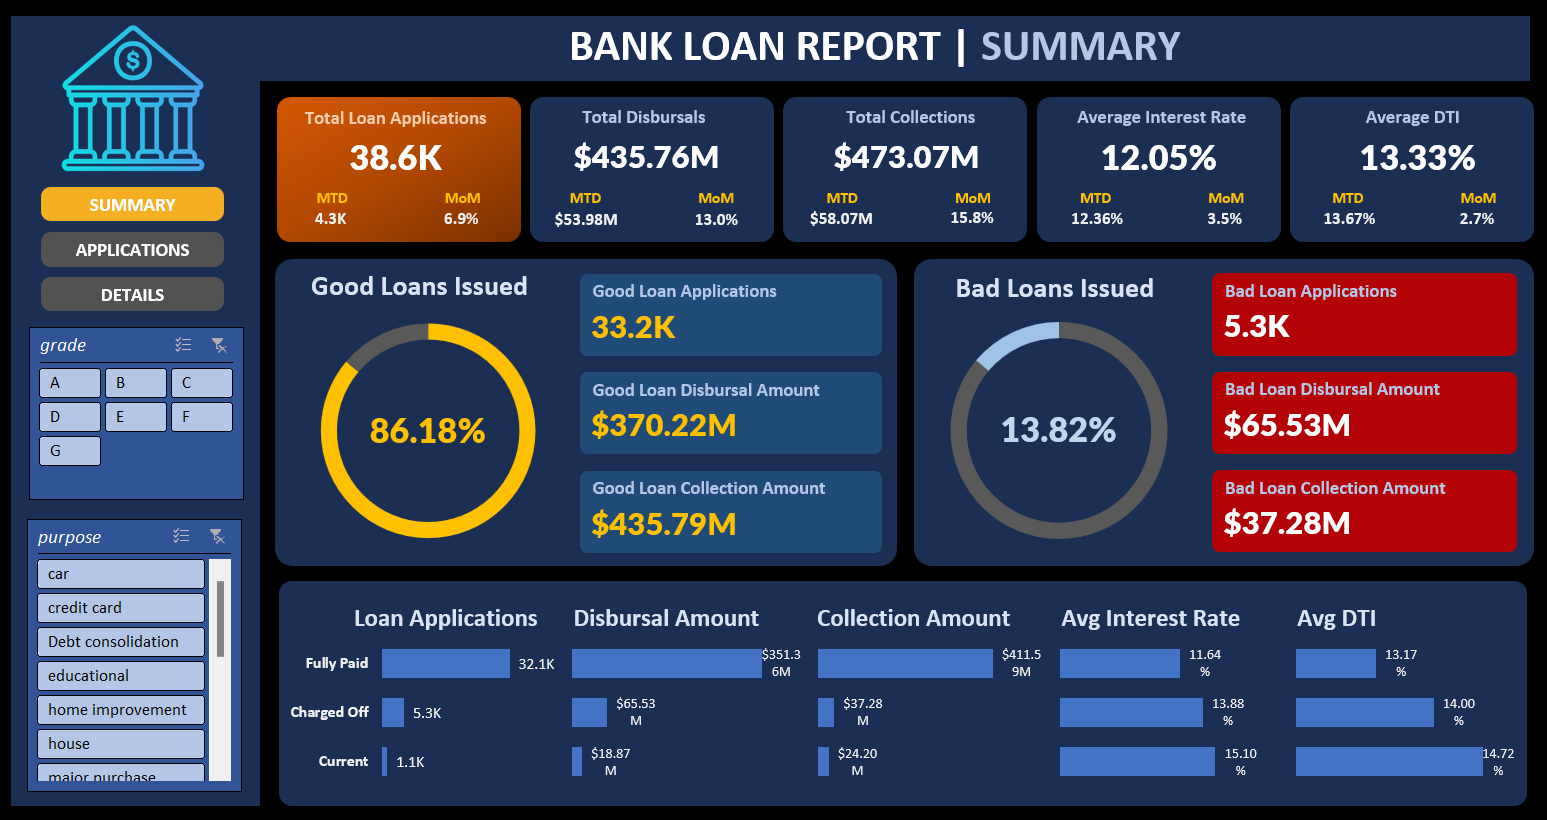 BANK LOAN REPORT | SUMMARY
$
SUMMARY
APPLICATIONS
DETAILS
grade
A B C
D E F
G
purpose
car
credit card
Debt consolidation
educational
home improvement
house
major purchase
Total Loan Applications
38.6K
MTD MoM
4.3K 6.9%
Total Disbursals
$435.76M
MTD MoM
$53.98M 13.0%
Total Collections
$473.07M
MTD MoM
$58.07M 15.8%
Average Interest Rate
12.05%
MTD MoM
12.36% 3.5%
Average DTI
13.33%
MTD MoM
13.67% 2.7%
Good Loans Issued
86.18%
Good Loan Applications
33.2K
Good Loan Disbursal Amount
$370.22M
Good Loan Collection Amount
$435.79M
Bad Loans Issued
13.82%
Bad Loan Applications
5.3K
Bad Loan Disbursal Amount
$65.53M
Bad Loan Collection Amount
$37.28M
Loan Applications
Fully Paid 32.1K
Charged Off 5.3K
Current 1.1K
Disbursal Amount
$351.3
6M
$65.53
M
$18.87
M
Collection Amount
$411.5
9M
$37.28
M
$24.20
M
Avg Interest Rate
11.64
%
13.88
%
15.10
%
Avg DTI
13.17
%
14.00
%
14.72
%